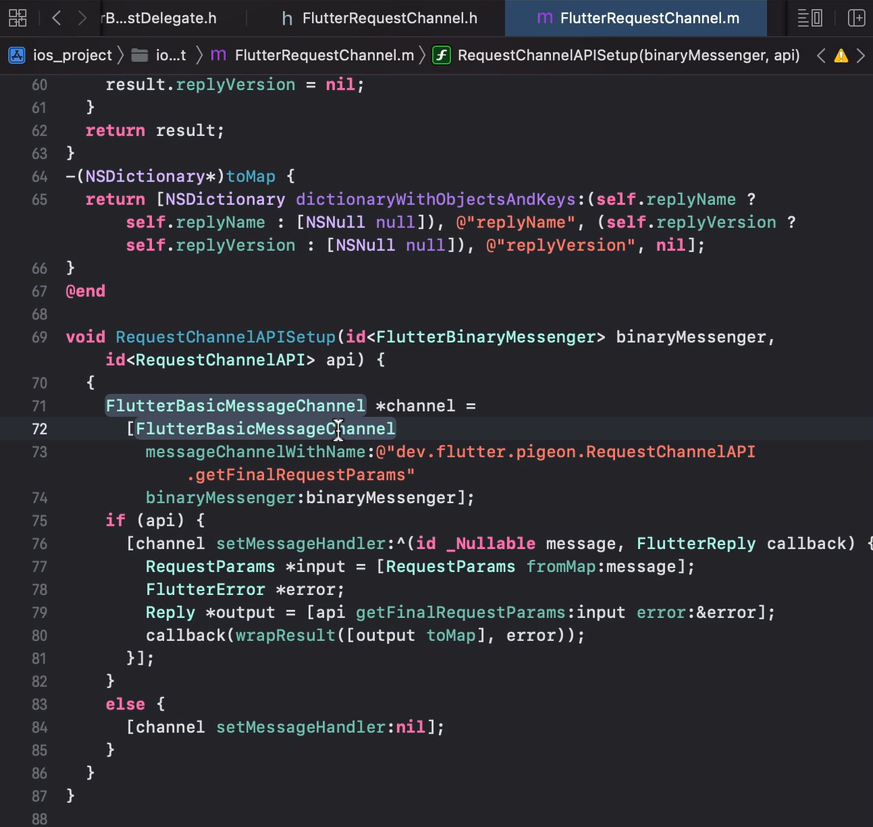 rB...stDelegate.h h FlutterRequestChannel.h m FlutterRequestChannel.m
ios_project io...t m FlutterRequestChannel.m f RequestChannelAPISetup(binaryMessenger, api)
60 result.replyVersion = nil;
61 }
62 return result;
63 }
64 -(NSDictionary*)toMap {
65 return [NSDictionary dictionaryWithObjectsAndKeys:(self.replyName ?
self.replyName : [NSNull null]), @"replyName", (self.replyVersion ?
self.replyVersion : [NSNull null]), @"replyVersion", nil];
66 }
67 @end
68
69 void RequestChannelAPISetup(id<FlutterBinaryMessenger> binaryMessenger,
id<RequestChannelAPI> api) {
70 {
71 FlutterBasicMessageChannel *channel =
72 [FlutterBasicMessageChannel
73 messageChannelWithName:@"dev.flutter.pigeon.RequestChannelAPI
.getFinalRequestParams"
74 binaryMessenger:binaryMessenger];
75 if (api) {
76 [channel setMessageHandler:^(id _Nullable message, FlutterReply callback) {
77 RequestParams *input = [RequestParams fromMap:message];
78 FlutterError *error;
79 Reply *output = [api getFinalRequestParams:input error:&error];
80 callback(wrapResult([output toMap], error));
81 }];
82 }
83 else {
84 [channel setMessageHandler:nil];
85 }
86 }
87 }
88